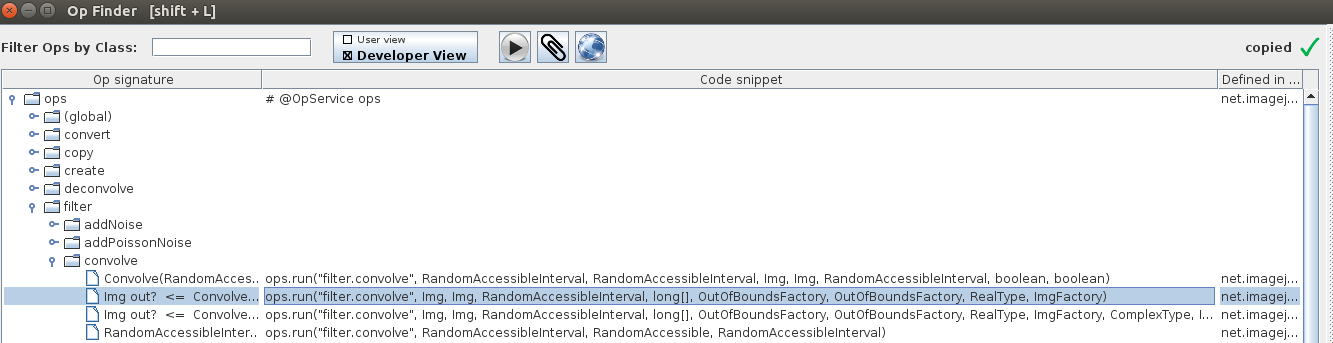 Op Finder [shift + L]
Filter Ops by Class: User view copied
Developer View
Op signature Code snippet Defined in ...
ops # @OpService ops net.imagej...
(global)
convert
copy
create
deconvolve
filter
addNoise
addPoissonNoise
convolve
Convolve(RandomAcces... ops.run("filter.convolve", RandomAccessibleInterval, RandomAccessibleInterval, Img, Img, RandomAccessibleInterval, boolean, boolean) net.imagej...
Img out? <= Convolve... ops.run("filter.convolve", Img, Img, RandomAccessibleInterval, long[], OutOfBoundsFactory, OutOfBoundsFactory, RealType, ImgFactory) net.imagej...
Img out? <= Convolve... ops.run("filter.convolve", Img, Img, RandomAccessibleInterval, long[], OutOfBoundsFactory, OutOfBoundsFactory, RealType, ImgFactory, ComplexType, I... net.imagej...
RandomAccessibleInter... ops.run("filter.convolve", RandomAccessibleInterval, RandomAccessible, RandomAccessibleInterval) net.imagej...